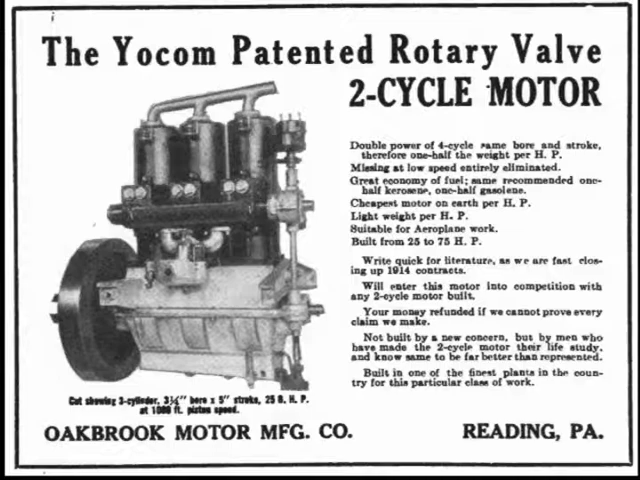 The Yocom Patented Rotary Valve
2-CYCLE MOTOR
Double power of 4-cycle same bore and stroke,
therefore one-half the weight per H. P.
Missing at low speed entirely eliminated.
Great economy of fuel; same recommended one-
half kerosene, one-half gasolene.
Cheapest motor on earth per H. P.
Light weight per H. P.
Suitable for Aeroplane work.
Built from 25 to 75 H. P.
Write quick for literature, as we are fast clos-
ing up 1914 contracts.
Will enter this motor into competition with
any 2-cycle motor built.
Your money refunded if we cannot prove every
claim we make.
Not built by a new concern, but by men who
have made the 2-cycle motor their life study,
and know same to be far better than represented.
Built in one of the finest plants in the coun-
try for this particular class of work.
Cut showing 3-cylinder, bore x 5" stroke, 25 B. H. P.
at 1000 ft. piston speed.
OAKBROOK MOTOR MFG. CO. READING, PA.